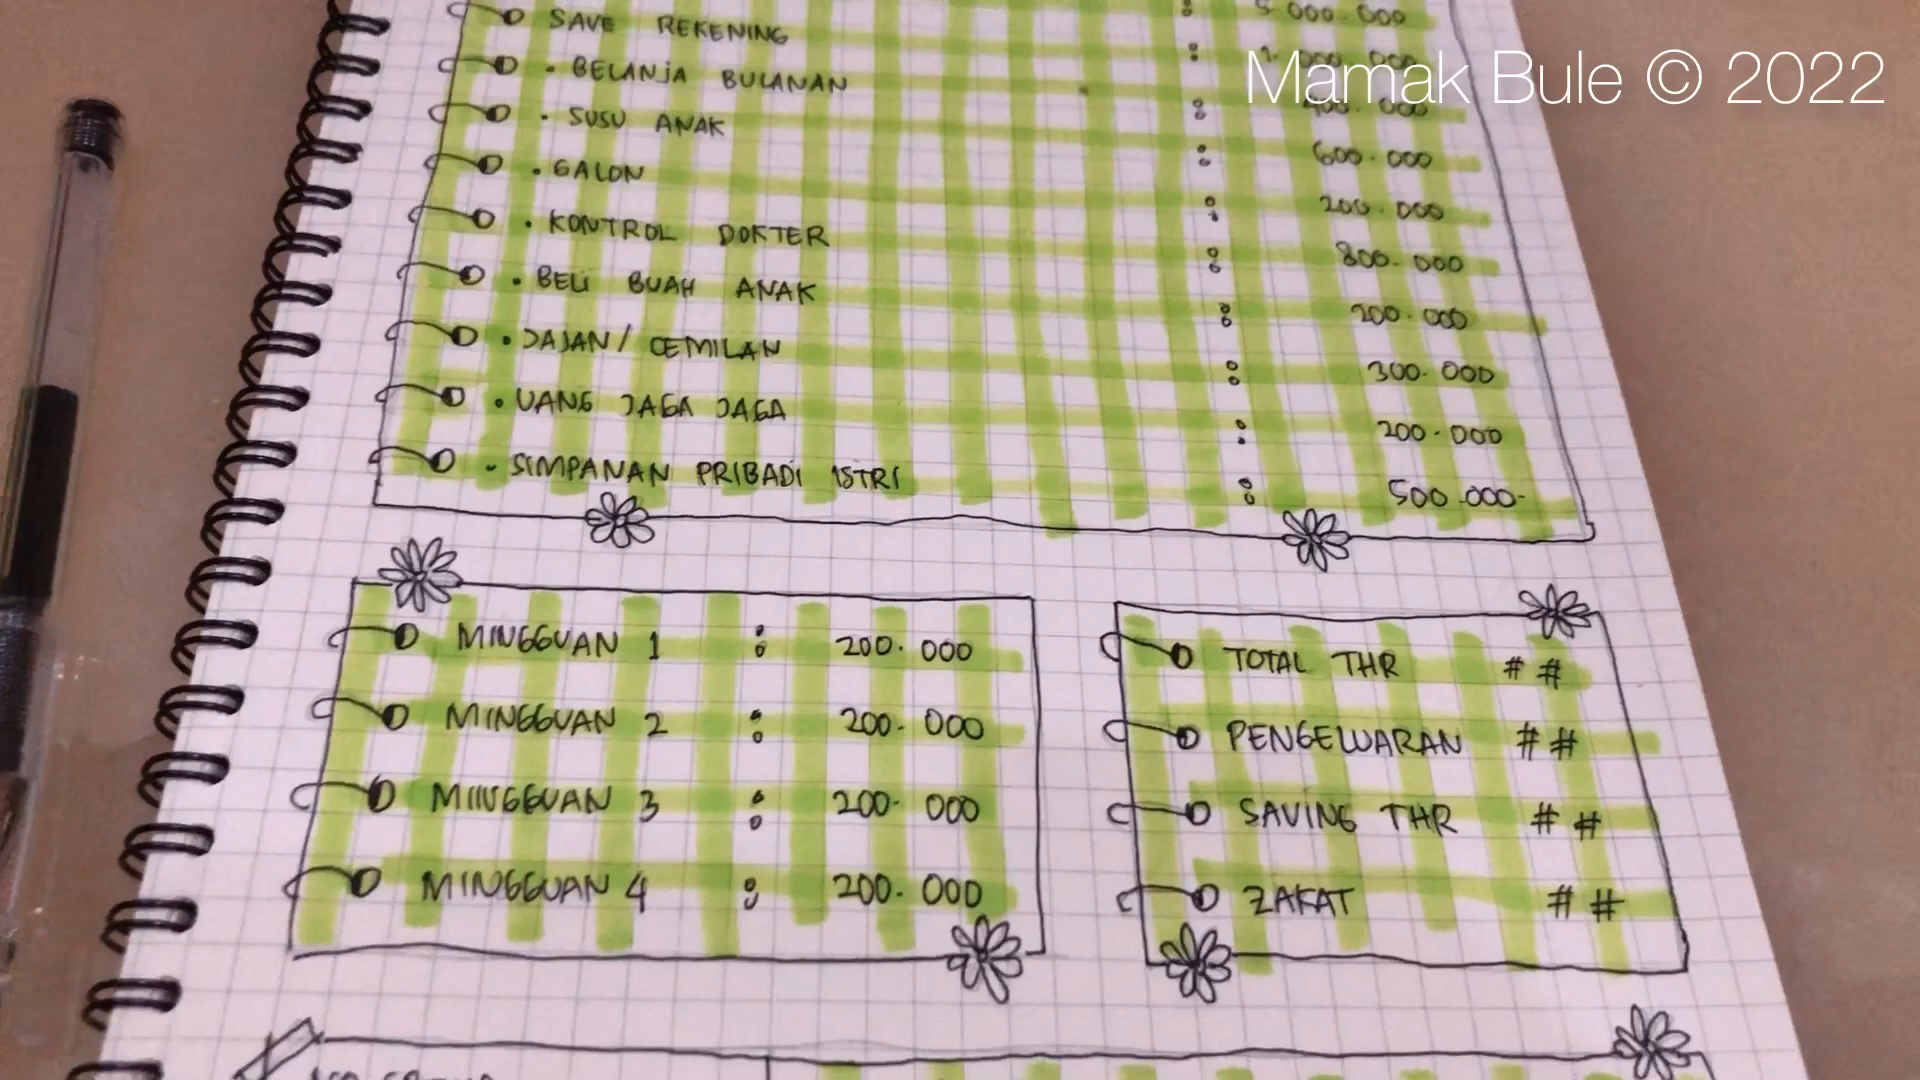 : 5.000.000
SAVE REKENING :
• BELANJA BULANAN :
• SUSU ANAK : 600.000
• GALON : 200.000
• KONTROL DOKTER : 800.000
• BELI BUAH ANAK : 200.000
• JAJAN / CEMILAN : 300.000
• UANG JAGA JAGA : 200.000
• SIMPANAN PRIBADI ISTRI : 500.000-
MINGGUAN 1 : 200.000
MINGGUAN 2 : 200.000
MINGGUAN 3 : 200.000
MINGGUAN 4 : 200.000
TOTAL THR ##
PENGELUARAN ##
SAVING THR ##
ZAKAT ##
Mamak Bule © 2022